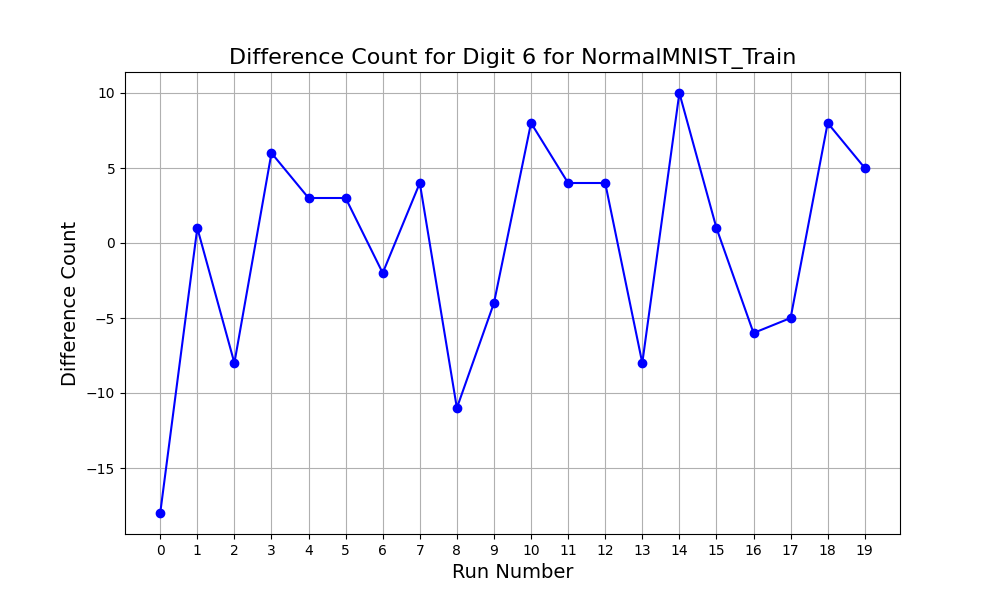 Difference Count for Digit 6 for NormalMNIST_Train
10
5
0
−5
−10
−15
Difference Count
0 1 2 3 4 5 6 7 8 9 10 11 12 13 14 15 16 17 18 19
Run Number